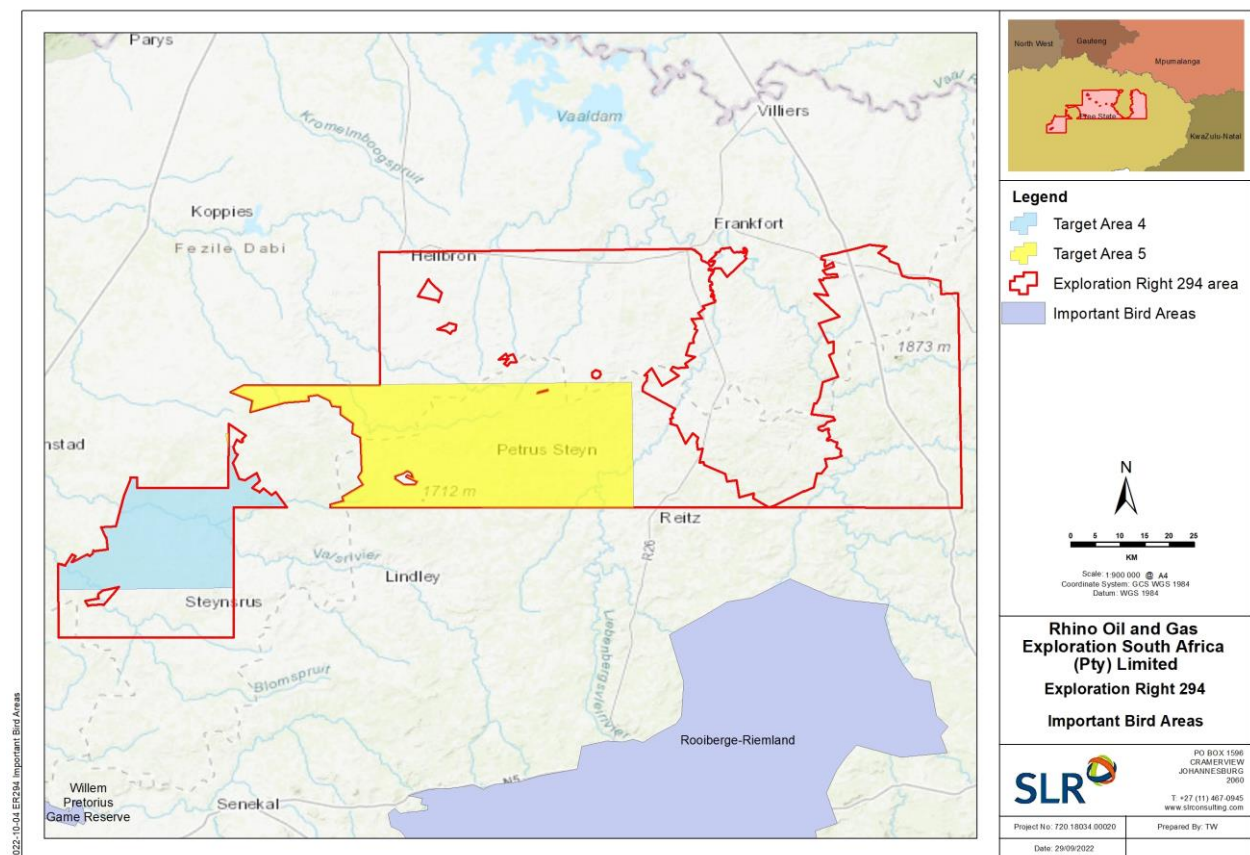 Parys
Vaal
Vaaldam
Villiers
Kromelmboogspruit
Koppies
Fezile Dabi
Frankfort
Heilbron
1873 m
nstad
Petrus Steyn
1712 m
Reitz
R26
Valsrivier
Lindley
Steynsrus
Liebenbergsvleirivier
Blomspruit
Rooiberge-Riemland
N5
Willem
Pretorius
Game Reserve
Senekal
022-10-04 ER294 Important Bird Areas
North West
Gauteng
Mpumalanga
Free State
KwaZulu-Natal
Legend
Target Area 4
Target Area 5
Exploration Right 294 area
Important Bird Areas
N
0 5 10 15 20 25
KM
Scale: 1:900 000 @ A4
Coordinate System: GCS WGS 1984
Datum: WGS 1984
Rhino Oil and Gas
Exploration South Africa
(Pty) Limited
Exploration Right 294
Important Bird Areas
SLR
PO BOX 1596
CRAMERVIEW
JOHANNESBURG
2060
T: +27 (11) 467-0945
www.slrconsulting.com
Project No: 720.18034.00020
Prepared By: TW
Date: 29/09/2022